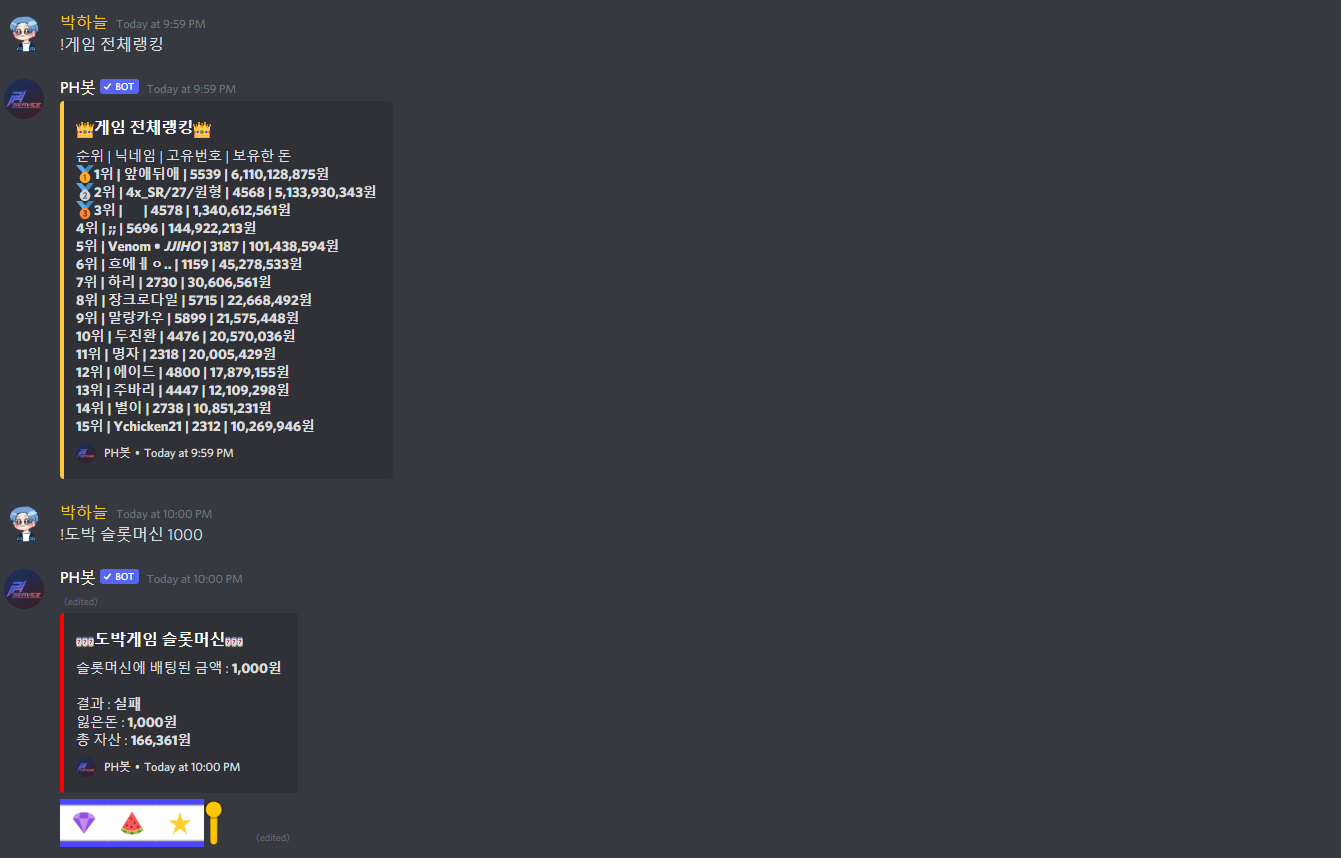 박하늘 Today at 9:59 PM
!게임 전체랭킹
PH봇 BOT Today at 9:59 PM
게임 전체랭킹
순위 | 닉네임 | 고유번호 | 보유한 돈
1위 | 앞애뒤애 | 5539 | 6,110,128,875원
2위 | 4x_SR/27/원형 | 4568 | 5,133,930,343원
3위 | | 4578 | 1,340,612,561원
4위 | ;; | 5696 | 144,922,213원
5위 | Venom • JJIHO | 3187 | 101,438,594원
6위 | 흐에ㅔㅇ.. | 1159 | 45,278,533원
7위 | 하리 | 2730 | 30,606,561원
8위 | 장크로다일 | 5715 | 22,668,492원
9위 | 말랑카우 | 5899 | 21,575,448원
10위 | 두진환 | 4476 | 20,570,036원
11위 | 명자 | 2318 | 20,005,429원
12위 | 에이드 | 4800 | 17,879,155원
13위 | 주바리 | 4447 | 12,109,298원
14위 | 별이 | 2738 | 10,851,231원
15위 | Ychicken21 | 2312 | 10,269,946원
PH봇 • Today at 9:59 PM
박하늘 Today at 10:00 PM
!도박 슬롯머신 1000
PH봇 BOT Today at 10:00 PM
(edited)
도박게임 슬롯머신
슬롯머신에 배팅된 금액 : 1,000원
결과 : 실패
잃은돈 : 1,000원
총 자산 : 166,361원
PH봇 • Today at 10:00 PM
(edited)